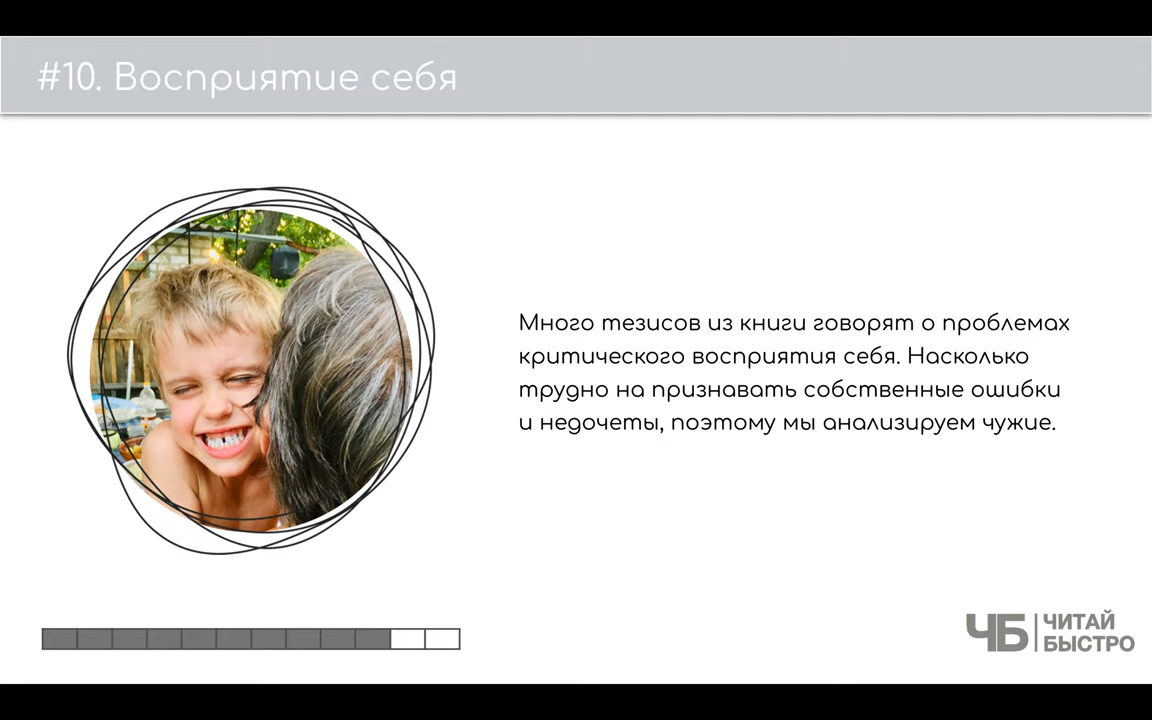 #10. Восприятие себя
Много тезисов из книги говорят о проблемах
критического восприятия себя. Насколько
трудно на признавать собственные ошибки
и недочеты, поэтому мы анализируем чужие.
ЧБ ЧИТАЙ
БЫСТРО